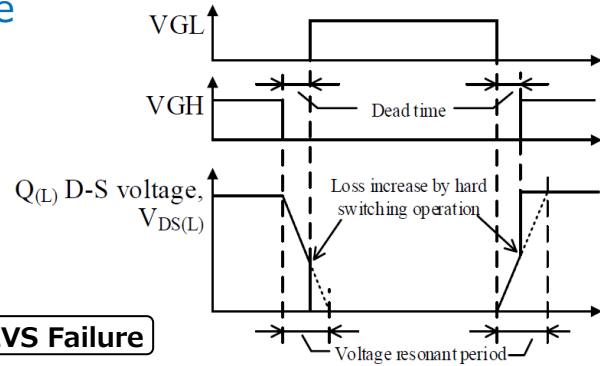 e
VGL
VGH
Dead time
Q(L) D-S voltage,
VDS(L)
Loss increase by hard
switching operation
VS Failure
Voltage resonant period